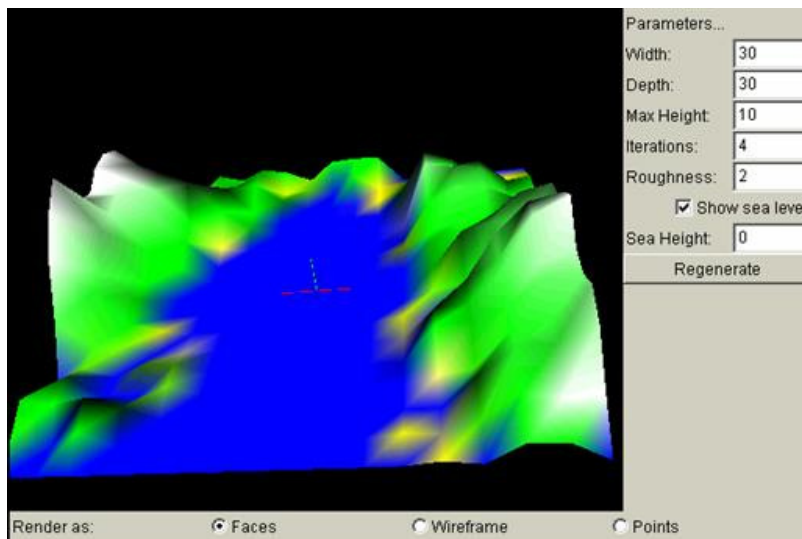 Parameters...
Width: 30
Depth: 30
Max Height: 10
Iterations: 4
Roughness: 2
Show sea leve
Sea Height: 0
Regenerate
Render as: Faces Wireframe Points